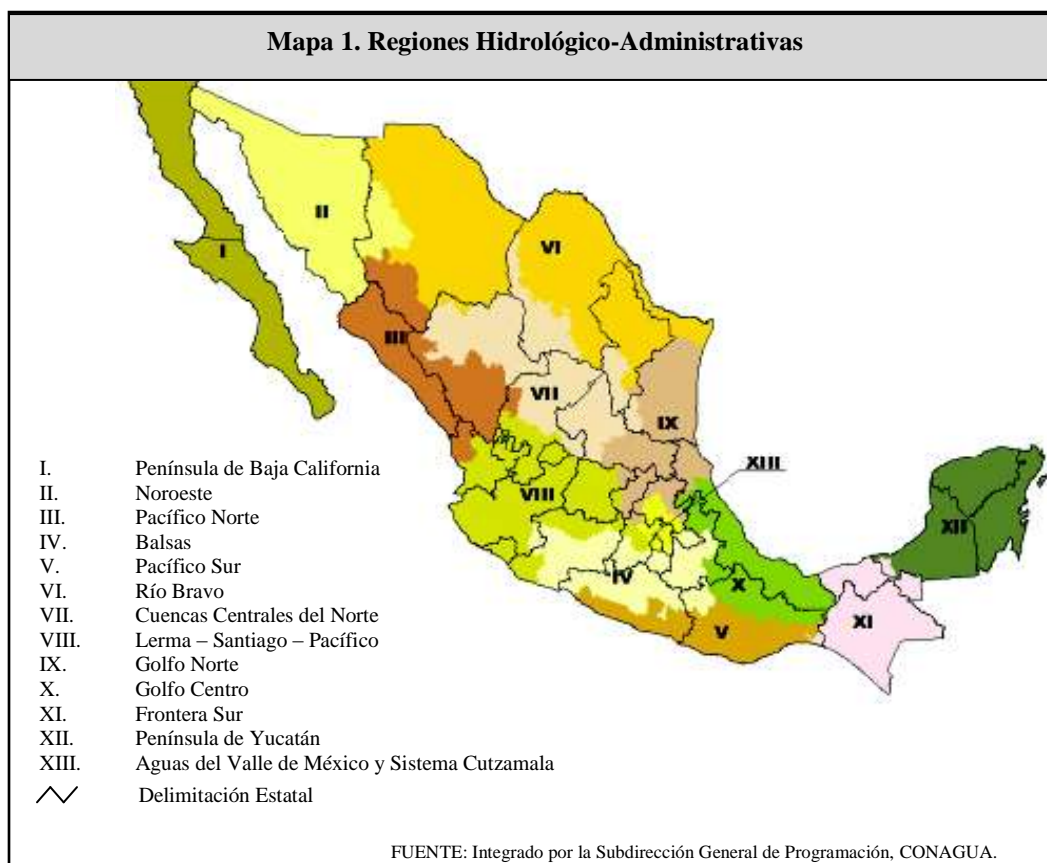 Mapa 1. Regiones Hidrológico-Administrativas
I
II
III
VI
VII
IX
XIII
VIII
IV
X
V
XI
XII
I. Península de Baja California
II. Noroeste
III. Pacífico Norte
IV. Balsas
V. Pacífico Sur
VI. Río Bravo
VII. Cuencas Centrales del Norte
VIII. Lerma – Santiago – Pacífico
IX. Golfo Norte
X. Golfo Centro
XI. Frontera Sur
XII. Península de Yucatán
XIII. Aguas del Valle de México y Sistema Cutzamala
Delimitación Estatal
FUENTE: Integrado por la Subdirección General de Programación, CONAGUA.